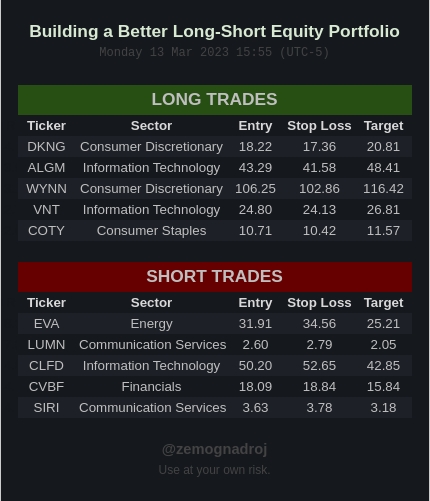 Building a Better Long-Short Equity Portfolio
Monday 13 Mar 2023 15:55 (UTC-5)
LONG TRADES
Ticker Sector Entry Stop Loss Target
DKNG Consumer Discretionary 18.22 17.36 20.81
ALGM Information Technology 43.29 41.58 48.41
WYNN Consumer Discretionary 106.25 102.86 116.42
VNT Information Technology 24.80 24.13 26.81
COTY Consumer Staples 10.71 10.42 11.57
SHORT TRADES
Ticker Sector Entry Stop Loss Target
EVA Energy 31.91 34.56 25.21
LUMN Communication Services 2.60 2.79 2.05
CLFD Information Technology 50.20 52.65 42.85
CVBF Financials 18.09 18.84 15.84
SIRI Communication Services 3.63 3.78 3.18
@zemognadroj
Use at your own risk.